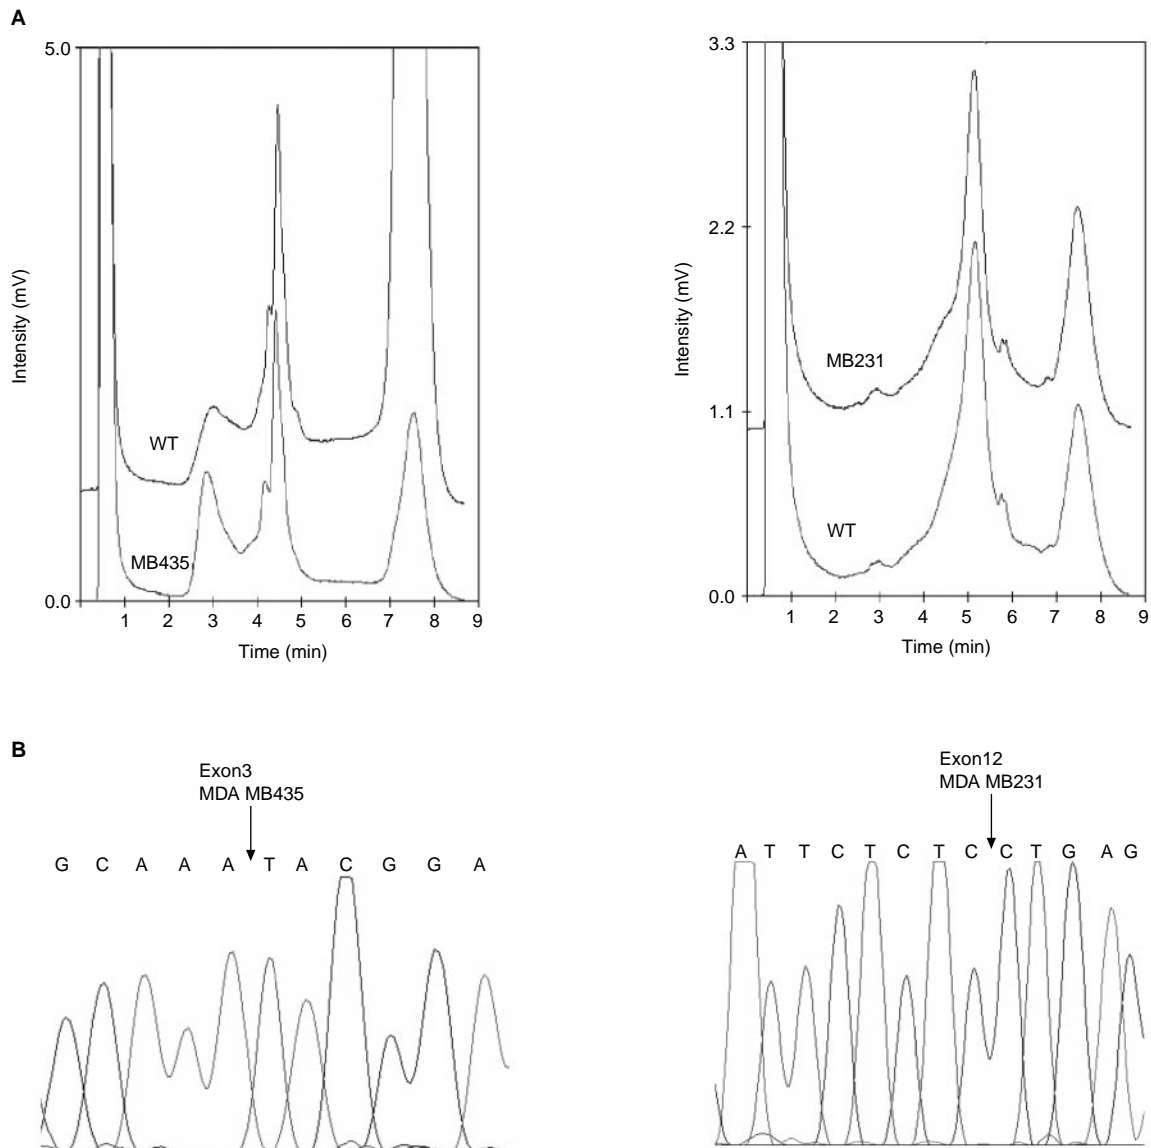 A
5.0
0.0
Intensity (mV)
WT
MB435
1 2 3 4 5 6 7 8 9
Time (min)
3.3
2.2
1.1
0.0
Intensity (mV)
MB231
WT
1 2 3 4 5 6 7 8 9
Time (min)
B
Exon3
MDA MB435
G C A A A T A C G G A
Exon12
MDA MB231
A T T C T C T C C T G A G